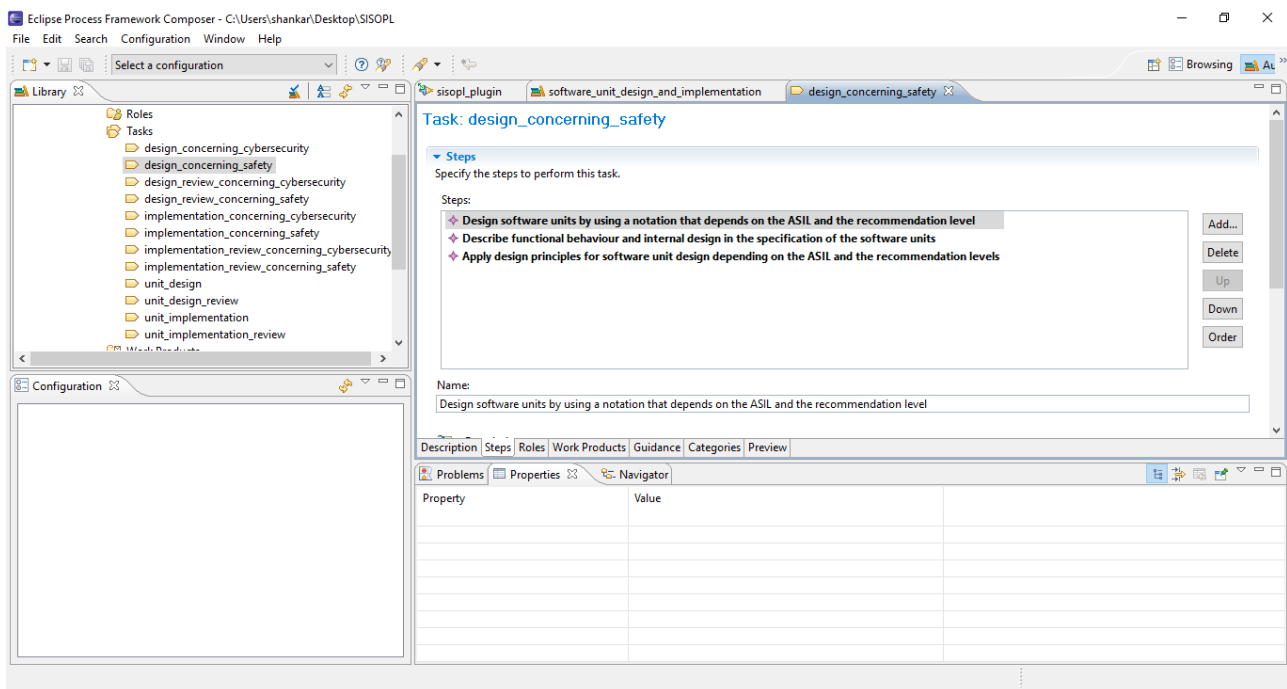 Eclipse Process Framework Composer - C:\Users\shankar\Desktop\SISOPL
File Edit Search Configuration Window Help
Select a configuration
Browsing Au
Library
Roles
Tasks
design_concerning_cybersecurity
design_concerning_safety
design_review_concerning_cybersecurity
design_review_concerning_safety
implementation_concerning_cybersecurity
implementation_concerning_safety
implementation_review_concerning_cybersecurity
implementation_review_concerning_safety
unit_design
unit_design_review
unit_implementation
unit_implementation_review
Work Products
Configuration
sisopl_plugin software_unit_design_and_implementation design_concerning_safety
Task: design_concerning_safety
Steps
Specify the steps to perform this task.
Steps:
Design software units by using a notation that depends on the ASIL and the recommendation level
Describe functional behaviour and internal design in the specification of the software units
Apply design principles for software unit design depending on the ASIL and the recommendation levels
Add...
Delete
Up
Down
Order
Name:
Design software units by using a notation that depends on the ASIL and the recommendation level
Description Steps Roles Work Products Guidance Categories Preview
Problems Properties Navigator
Property Value